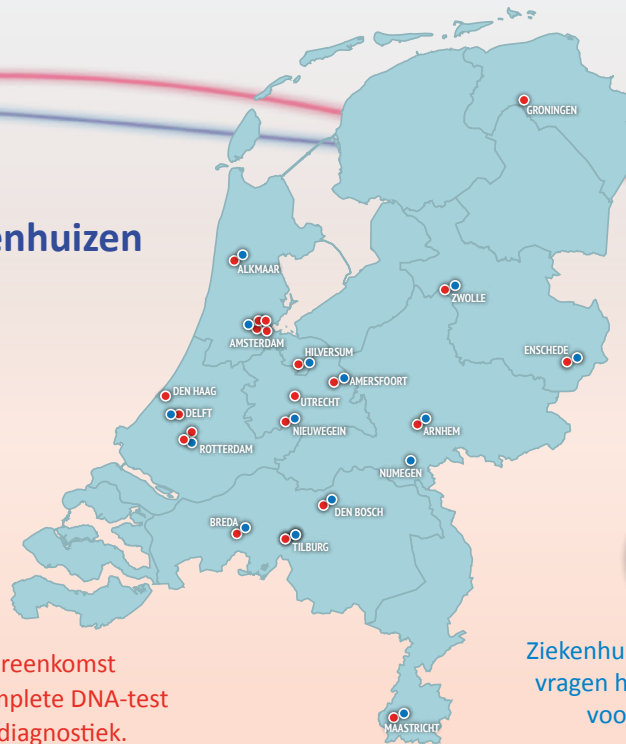 GRONINGEN
enhuizen
ALKMAAR
ZWOLLE
AMSTERDAM
HILVERSUM
ENSCHEDE
AMERSFOORT
DEN HAAG
UTRECHT
DELFT
NIEUWEGEIN
ARNHEM
ROTTERDAM
NIJMEGEN
DEN BOSCH
BREDA
TILBURG
reenkomst
mplete DNA-test
diagnostiek.
Ziekenhu
vragen h
voo
MAASTRICHT